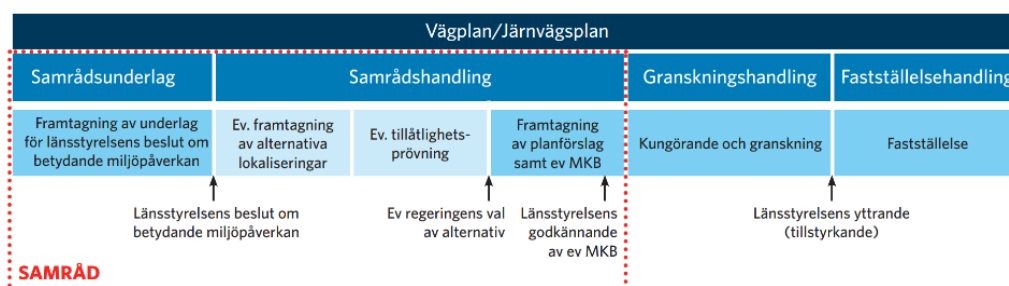 Vägplan/Järnvägsplan
Samrådsunderlag
Samrådshandling
Granskningshandling
Fastställelsehandling
Framtagning av underlag
för länsstyrelsens beslut om
betydande miljöpåverkan
Ev. framtagning
av alternativa
lokaliseringar
Ev. tillåtlighets-
prövning
Framtagning
av planförslag
samt ev MKB
Kungörande och granskning
Fastställelse
Länsstyrelsens beslut om
betydande miljöpåverkan
Ev regeringens val
av alternativ
Länsstyrelsens
godkännande
av ev MKB
Länsstyrelsens yttrande
(tillstyrkande)
SAMRÅD